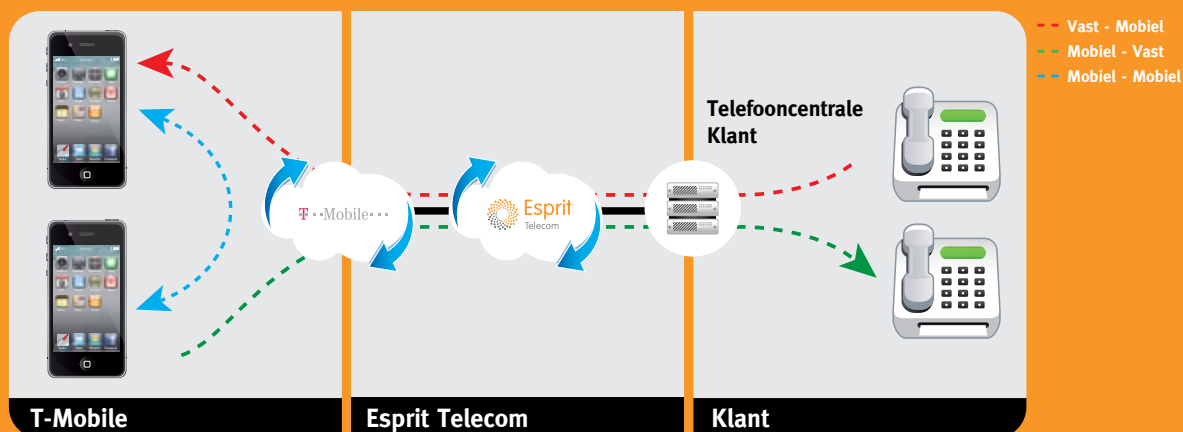 Vast - Mobiel
Mobiel - Vast
Mobiel - Mobiel
Telefooncentrale
Klant
T··Mobile···
Esprit
Telecom
T-Mobile
Esprit Telecom
Klant